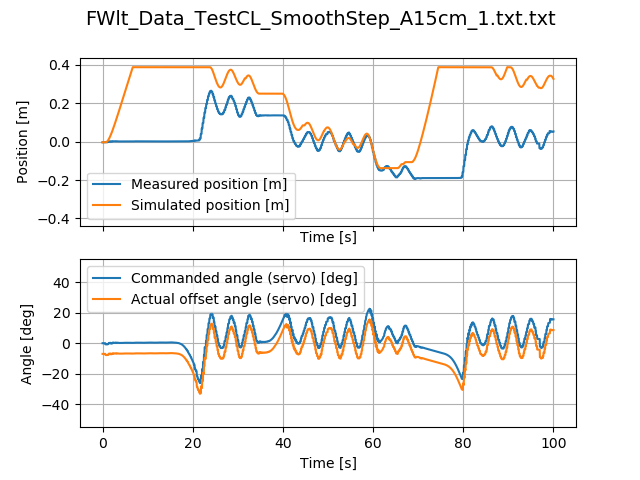 FWlt_Data_TestCL_SmoothStep_A15cm_1.txt.txt
0.4
0.2
0.0
−0.2
−0.4
Position [m]
Measured position [m]
Simulated position [m]
Time [s]
40
20
0
−20
−40
Angle [deg]
Commanded angle (servo) [deg]
Actual offset angle (servo) [deg]
0 20 40 60 80 100
Time [s]